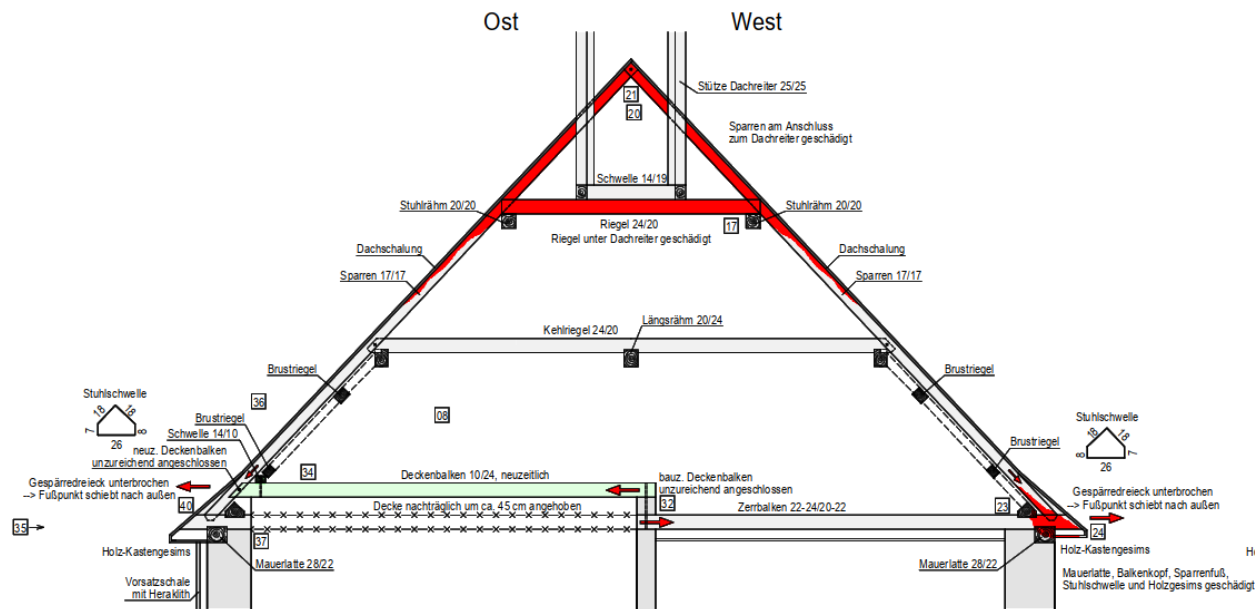 Ost
West
Stütze Dachreiter 25/25
21
20
Sparren am Anschluss
zum Dachreiter geschädigt
Schwelle 14/19
Stuhlrähm 20/20
Stuhlrähm 20/20
Riegel 24/20
17
Riegel unter Dachreiter geschädigt
Dachschalung
Dachschalung
Sparren 17/17
Sparren 17/17
Längsrähm 20/24
Kehlriegel 24/20
Brustriegel
Brustriegel
Stuhlschwelle
18
18
7
8
26
36
08
Brustriegel
Schwelle 14/10
neuz. Deckenbalken
unzureichend angeschlossen
Stuhlschwelle
18
18
8
7
26
Brustriegel
34
Deckenbalken 10/24, neuzeitlich
bauz. Deckenbalken
unzureichend angeschlossen
Gespärredreieck unterbrochen
--> Fußpunkt schiebt nach außen
Gespärredreieck unterbrochen
--> Fußpunkt schiebt nach außen
40
Decke nachträglich um ca. 45 cm angehoben
32
Zerrbalken 22-24/20-22
23
35
24
37
Holz-Kastengesims
Mauerlatte 28/22
Mauerlatte 28/22
Holz-Kastengesims
Vorsatzschale
mit Heraklith
Mauerlatte, Balkenkopf, Sparrenfuß,
Stuhlschwelle und Holzgesims geschädigt